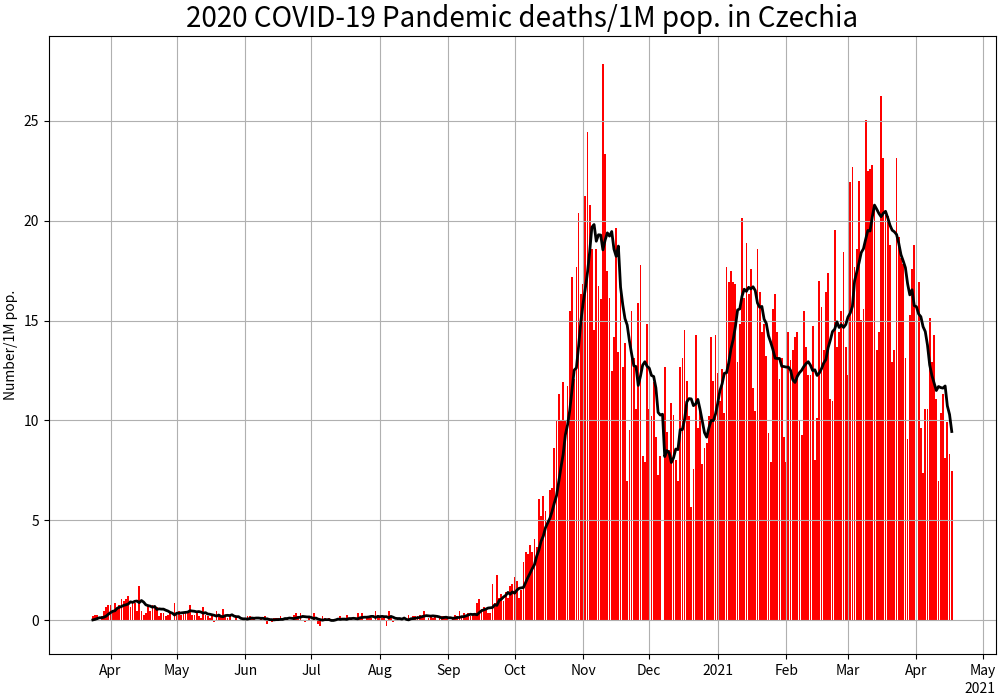 2020 COVID-19 Pandemic deaths/1M pop. in Czechia
Number/1M pop.
25
20
15
10
5
0
Apr May Jun Jul Aug Sep Oct Nov Dec 2021 Feb Mar Apr May
2021